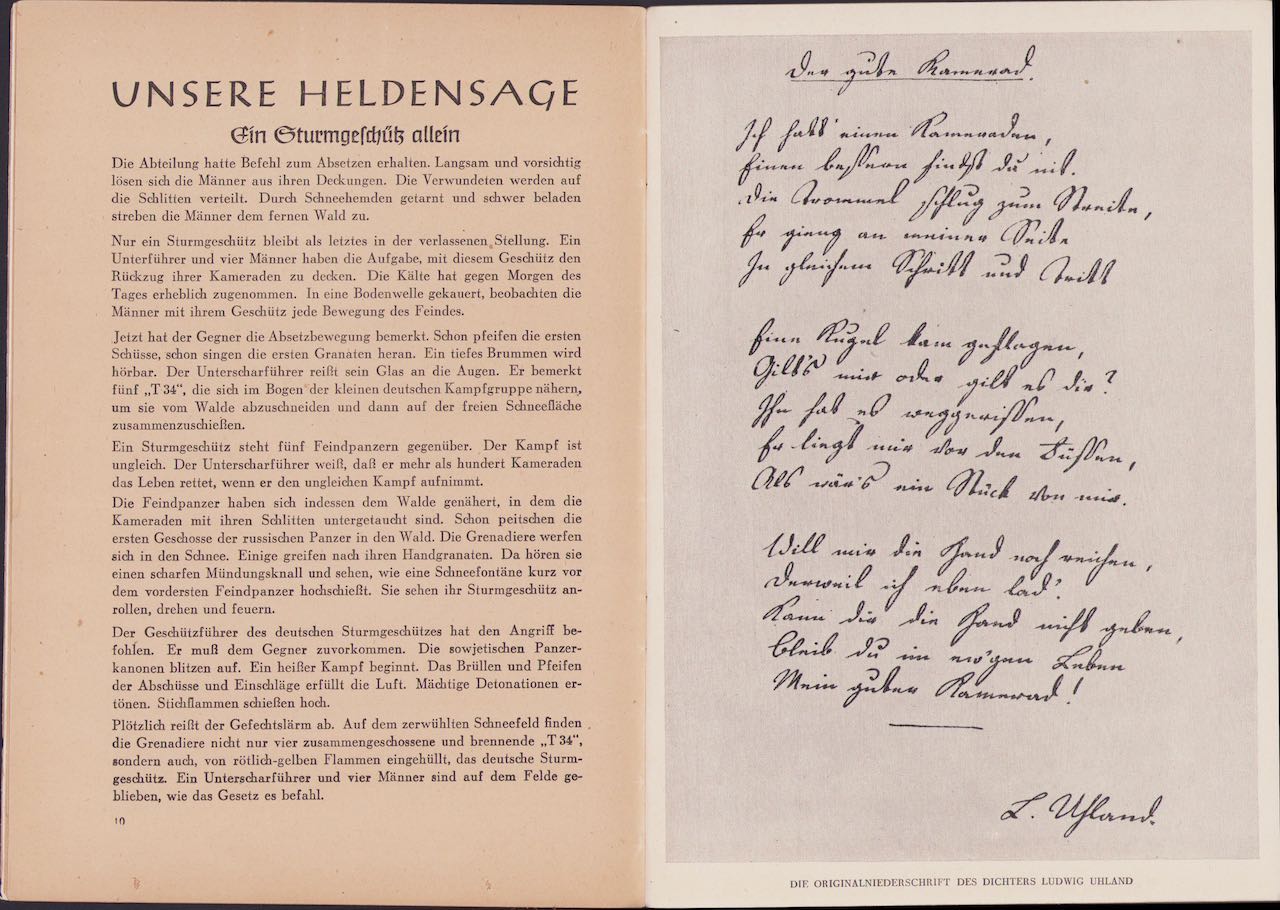 UNSERE HELDENSAGE
Ein Sturmgeschütz allein
Die Abteilung hatte Befehl zum Absetzen erhalten. Langsam und vorsichtig
lösen sich die Männer aus ihren Deckungen. Die Verwundeten werden auf
die Schlitten verteilt. Durch Schneehemden getarnt und schwer beladen
streben die Männer dem fernen Wald zu.
Nur ein Sturmgeschütz bleibt als letztes in der verlassenen Stellung. Ein
Unterführer und vier Männer haben die Aufgabe, mit diesem Geschütz den
Rückzug ihrer Kameraden zu decken. Die Kälte hat gegen Morgen des
Tages erheblich zugenommen. In eine Bodenwelle gekauert, beobachten die
Männer mit ihrem Geschütz jede Bewegung des Feindes.
Jetzt hat der Gegner die Absetzbewegung bemerkt. Schon pfeifen die ersten
Schüsse, schon singen die ersten Granaten heran. Ein tiefes Brummen wird
hörbar. Der Unterscharführer reißt sein Glas an die Augen. Er bemerkt
fünf „T 34“, die sich im Bogen der kleinen deutschen Kampfgruppe nähern,
um sie vom Walde abzuschneiden und dann auf der freien Schneefläche
zusammenzuschießen.
Ein Sturmgeschütz steht fünf Feindpanzern gegenüber. Der Kampf ist
ungleich. Der Unterscharführer weiß, daß er mehr als hundert Kameraden
das Leben rettet, wenn er den ungleichen Kampf aufnimmt.
Die Feindpanzer haben sich indessen dem Walde genähert, in dem die
Kameraden mit ihren Schlitten untergetaucht sind. Schon peitschen die
ersten Geschosse der russischen Panzer in den Wald. Die Grenadiere werfen
sich in den Schnee. Einige greifen nach ihren Handgranaten. Da hören sie
einen scharfen Mündungsknall und sehen, wie eine Schneefontäne kurz vor
dem vordersten Feindpanzer hochschießt. Sie sehen ihr Sturmgeschütz an-
rollen, drehen und feuern.
Der Geschützführer des deutschen Sturmgeschützes hat den Angriff be-
fohlen. Er muß dem Gegner zuvorkommen. Die sowjetischen Panzer-
kanonen blitzen auf. Ein heißer Kampf beginnt. Das Brüllen und Pfeifen
der Abschüsse und Einschläge erfüllt die Luft. Mächtige Detonationen er-
tönen. Stichflammen schießen hoch.
Plötzlich reißt der Gefechtslärm ab. Auf dem zerwühlten Schneefeld finden
die Grenadiere nicht nur vier zusammengeschossene und brennende „T 34“,
sondern auch, von rötlich-gelben Flammen eingehüllt, das deutsche Sturm-
geschütz. Ein Unterscharführer und vier Männer sind auf dem Felde ge-
blieben, wie das Gesetz es befahl.
10
Der gute Kamerad.
Ich hatt' einen Kameraden,
Einen bessern findst du nit.
Die Trommel schlug zum Streite,
Er gieng an meiner Seite
In gleichem Schritt und Tritt
Eine Kugel kam geflogen,
Gilt's mir oder gilt es dir?
Ihn hat es weggerissen,
Er liegt mir vor den Füssen,
Als wär's ein Stück von mir.
Will mir die Hand noch reichen,
Derweil ich eben lad'.
Kann dir die Hand nicht geben,
Bleib du im ew'gen Leben
Mein guter Kamerad!
L. Uhland.
DIE ORIGINALNIEDERSCHRIFT DES DICHTERS LUDWIG UHLAND